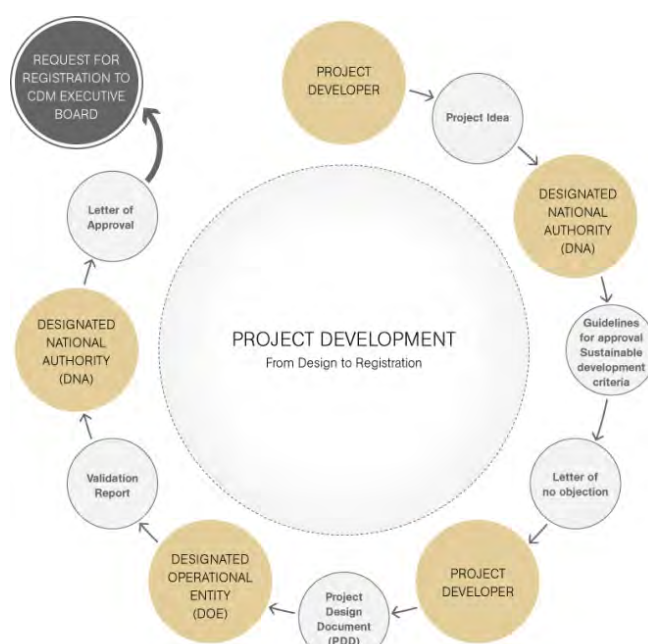 REQUEST FOR
REGISTRATION TO
CDM EXECUTIVE
BOARD
PROJECT
DEVELOPER
Project Idea
DESIGNATED
NATIONAL
AUTHORITY
(DNA)
Guidelines
for approval
Sustainable
development
criteria
Letter of
no objection
PROJECT
DEVELOPER
Project
Design
Document
(PDD)
DESIGNATED
OPERATIONAL
ENTITY
(DOE)
Validation
Report
DESIGNATED
NATIONAL
AUTHORITY
(DNA)
Letter of
Approval
PROJECT DEVELOPMENT
From Design to Registration